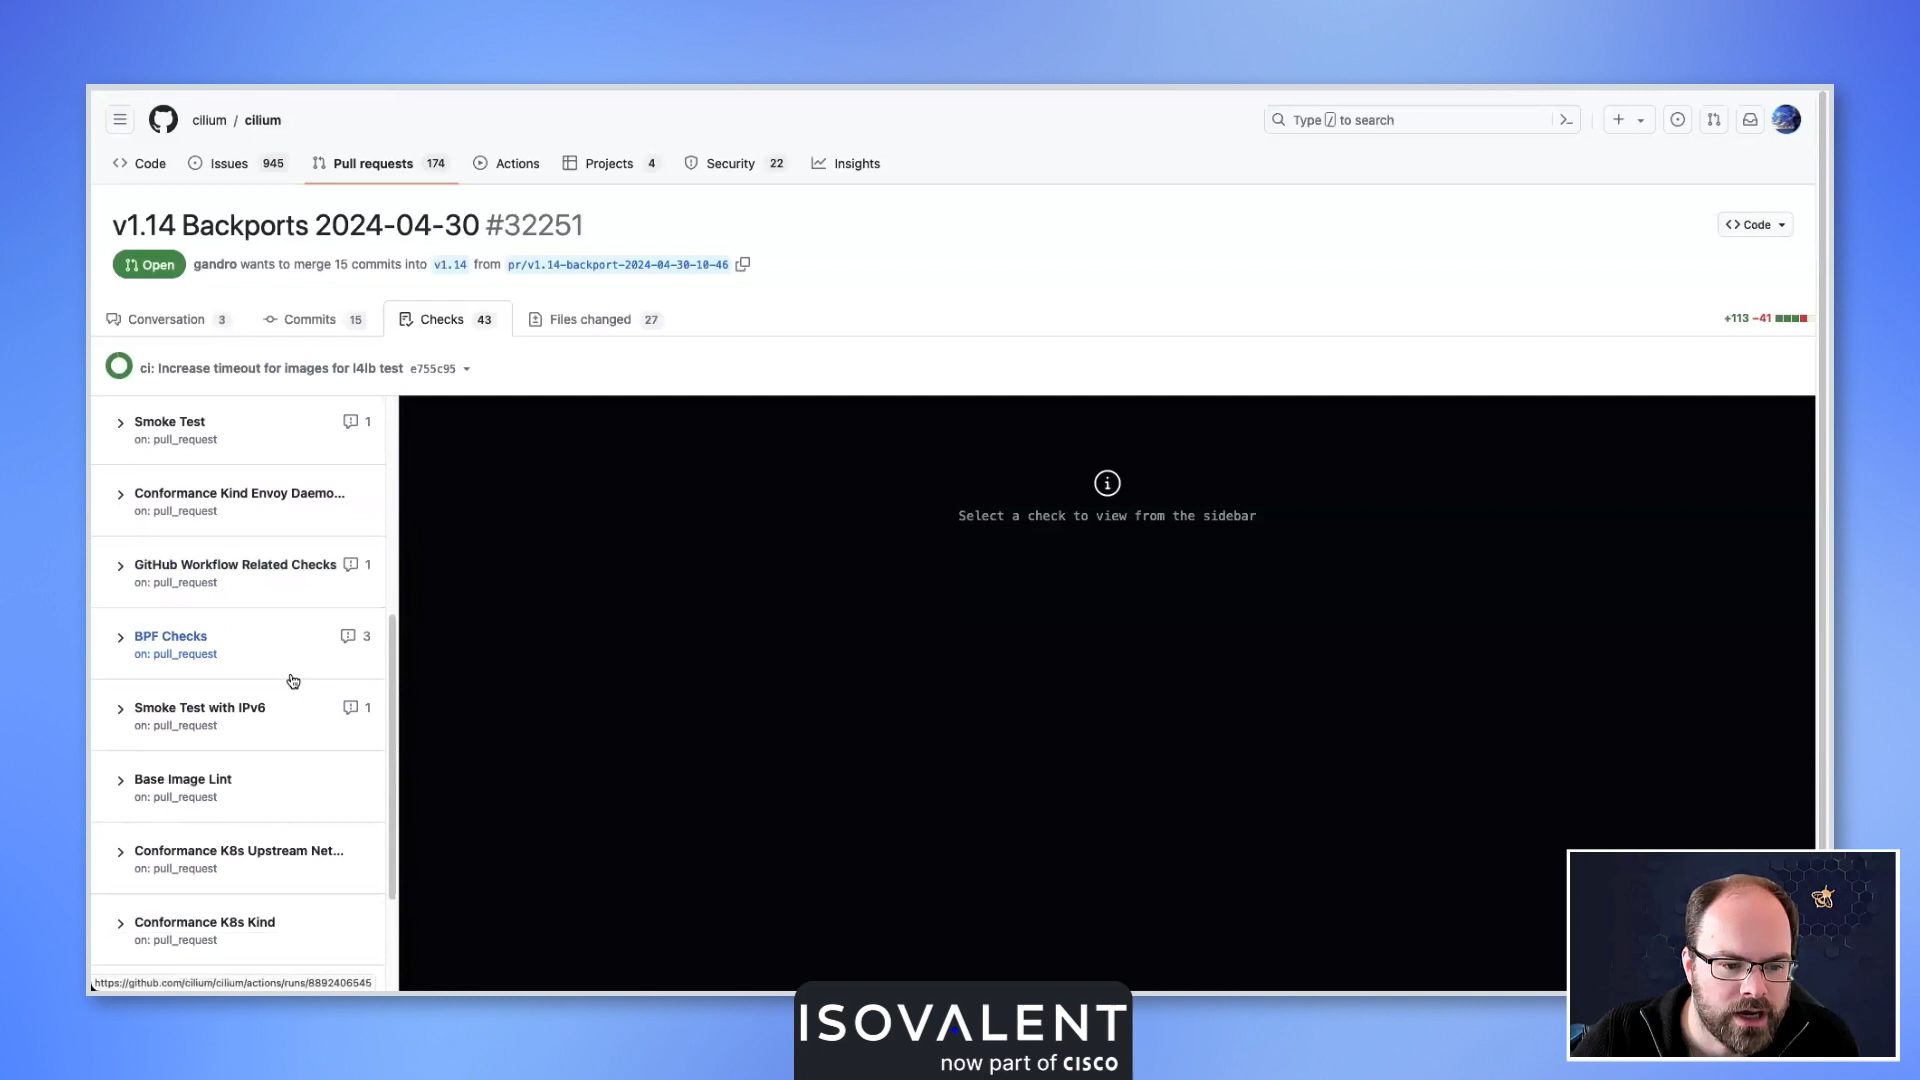 cilium / cilium
Type / to search
Code
Issues 945
Pull requests 174
Actions
Projects 4
Security 22
Insights
v1.14 Backports 2024-04-30 #32251
Code
Open
gandro wants to merge 15 commits into v1.14 from pr/v1.14-backport-2024-04-30-10-46
Conversation 3
Commits 15
Checks 43
Files changed 27
+113 −41
ci: Increase timeout for images for l4lb test e755c95
Smoke Test 1
on: pull_request
Conformance Kind Envoy Daemo...
on: pull_request
GitHub Workflow Related Checks 1
on: pull_request
BPF Checks 3
on: pull_request
Smoke Test with IPv6 1
on: pull_request
Base Image Lint
on: pull_request
Conformance K8s Upstream Net...
on: pull_request
Conformance K8s Kind
on: pull_request
https://github.com/cilium/cilium/actions/runs/8892406545
Select a check to view from the sidebar
ISOVALENT
now part of CISCO